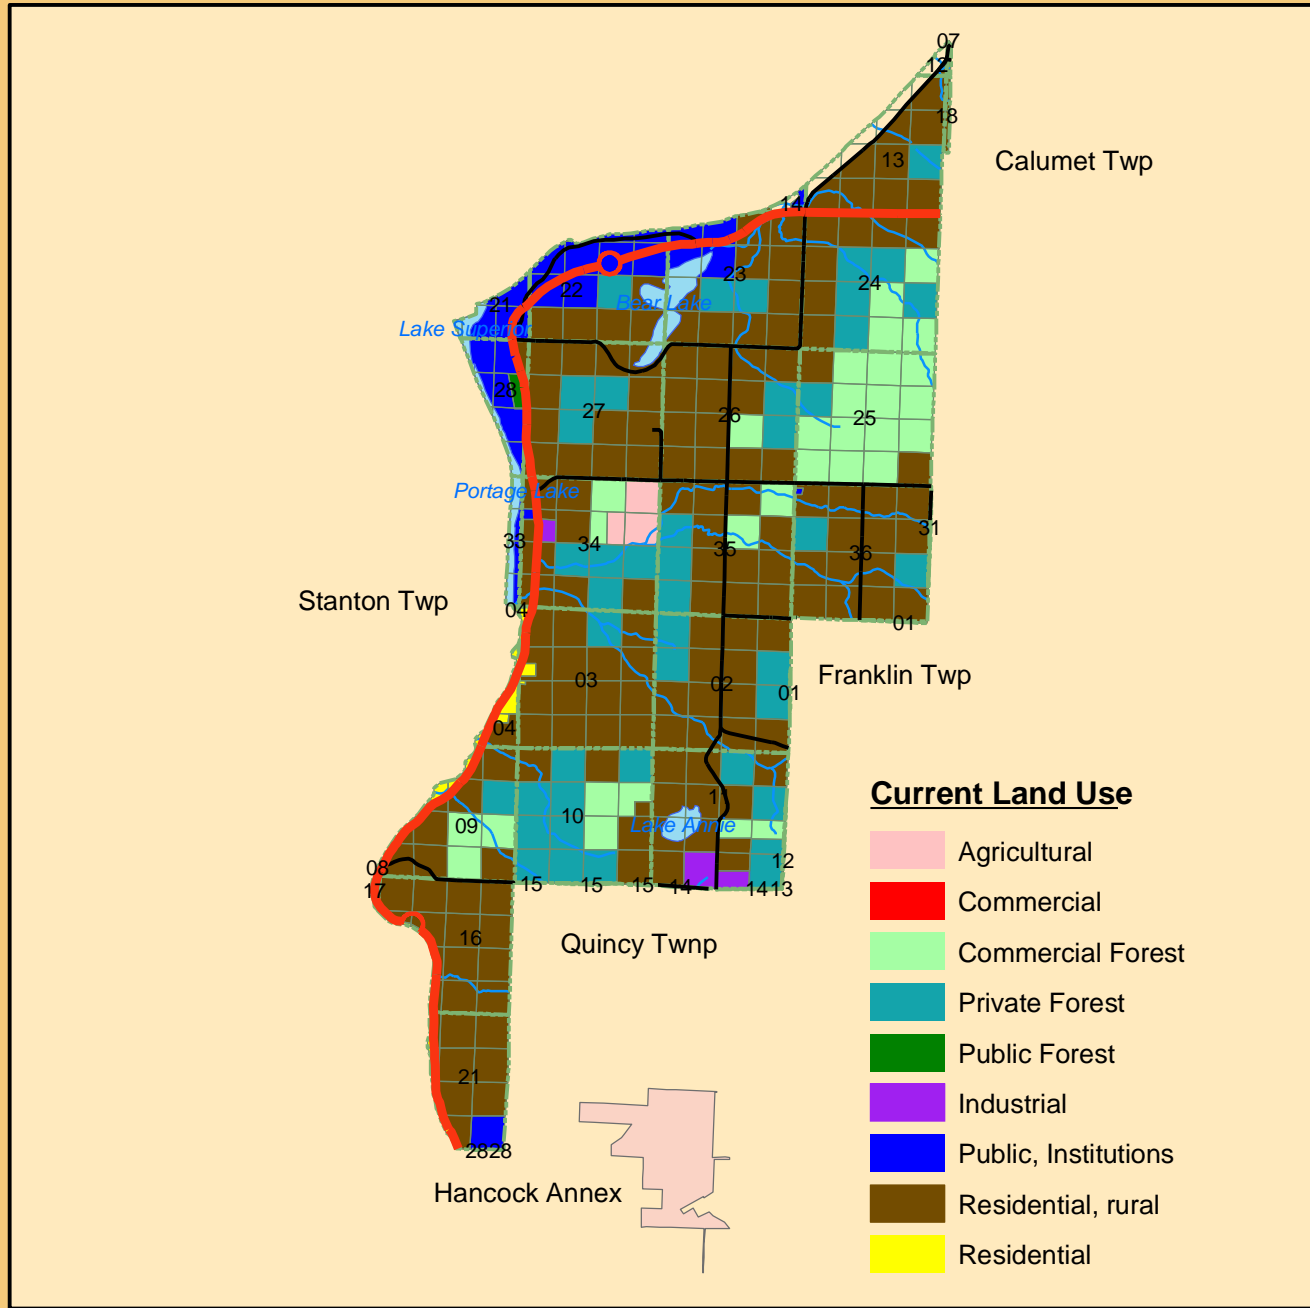 07
12
18
13
Calumet Twp
14
23
24
22
21
Bear Lake
Lake Superior
28
27
26
25
Portage Lake
33
34
35
36
31
Stanton Twp
04
01
Franklin Twp
03
02
01
04
Current Land Use
Agricultural
Commercial
Commercial Forest
Private Forest
Public Forest
Industrial
Public, Institutions
Residential, rural
Residential
10
09
Lake Annie
12
08
17
15
15
15
14
14
13
16
Quincy Twnp
21
28
28
Hancock Annex